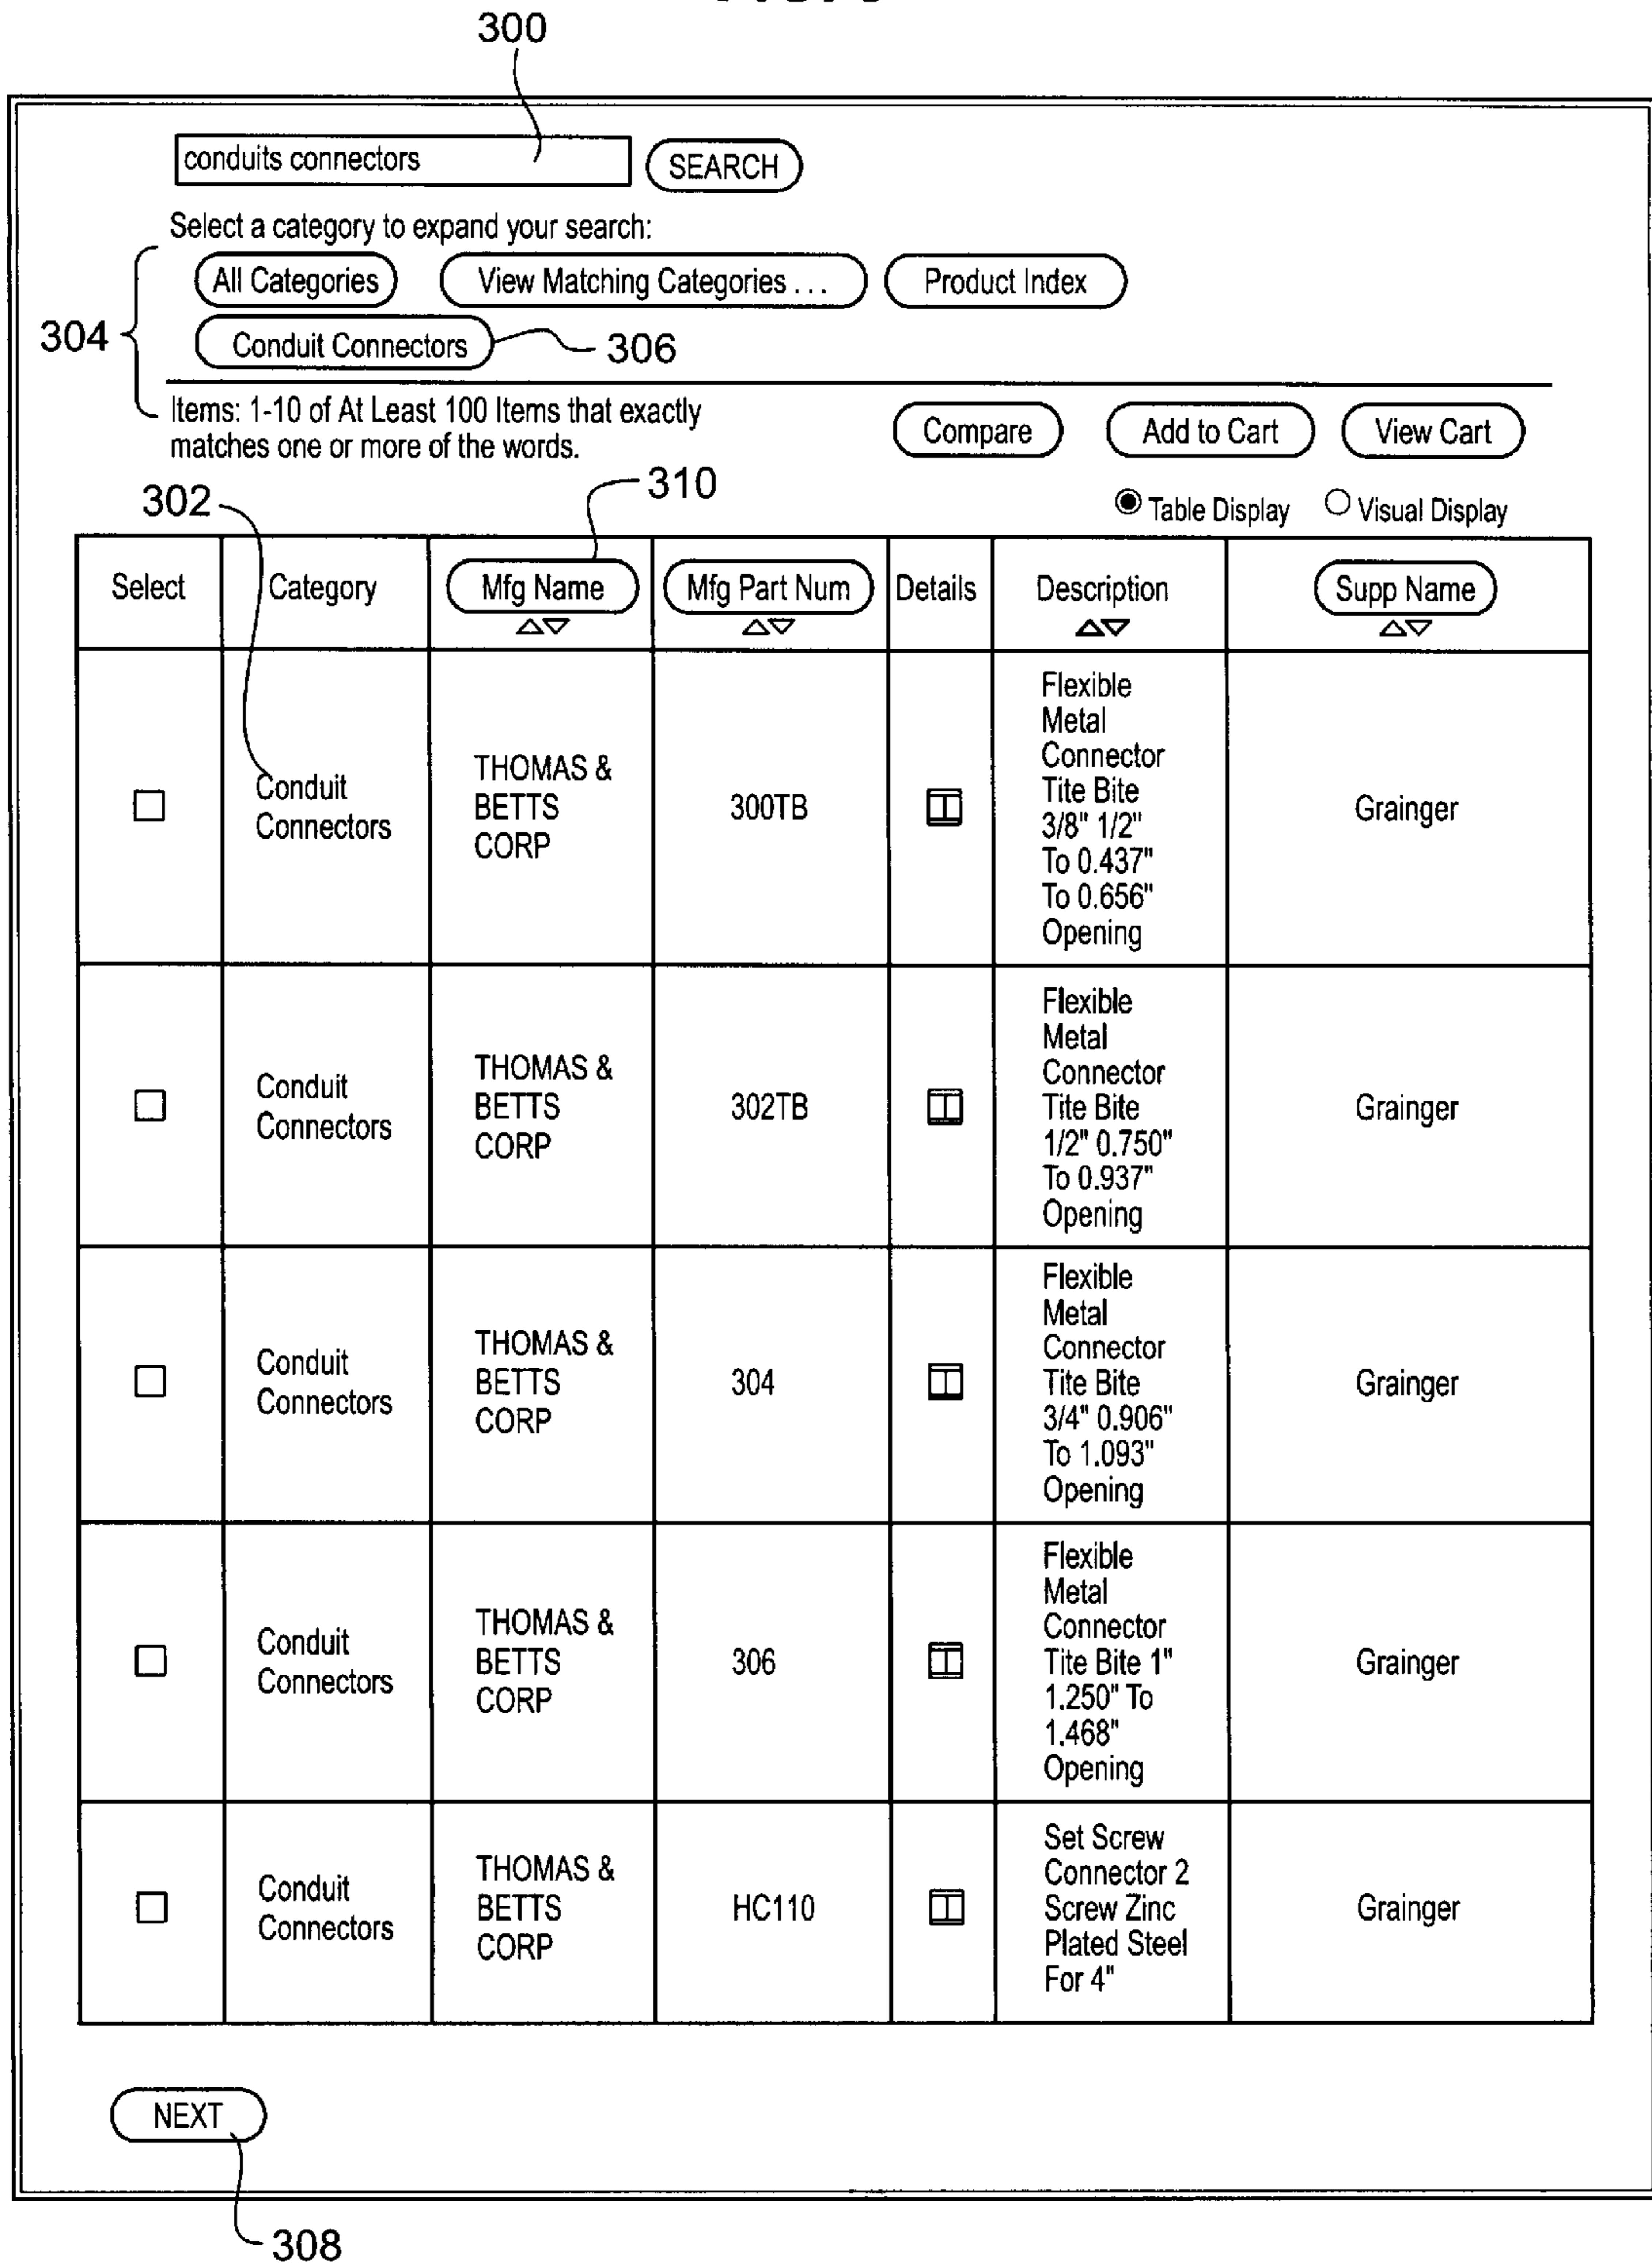 300
conduits connectors
SEARCH
Select a category to expand your search:
All Categories
View Matching Categories ...
Product Index
304
Conduit Connectors
306
Items: 1-10 of At Least 100 Items that exactly
matches one or more of the words.
Compare
Add to Cart
View Cart
302
310
Table Display
Visual Display
Select
Category
Mfg Name
Mfg Part Num
Details
Description
Supp Name
Conduit
Connectors
THOMAS &
BETTS
CORP
300TB
Flexible
Metal
Connector
Tite Bite
3/8" 1/2"
To 0.437"
To 0.656"
Opening
Grainger
Conduit
Connectors
THOMAS &
BETTS
CORP
302TB
Flexible
Metal
Connector
Tite Bite
1/2" 0.750"
To 0.937"
Opening
Grainger
Conduit
Connectors
THOMAS &
BETTS
CORP
304
Flexible
Metal
Connector
Tite Bite
3/4" 0.906"
To 1.093"
Opening
Grainger
Conduit
Connectors
THOMAS &
BETTS
CORP
306
Flexible
Metal
Connector
Tite Bite 1"
1.250" To
1.468"
Opening
Grainger
Conduit
Connectors
THOMAS &
BETTS
CORP
HC110
Set Screw
Connector 2
Screw Zinc
Plated Steel
For 4"
Grainger
NEXT
308